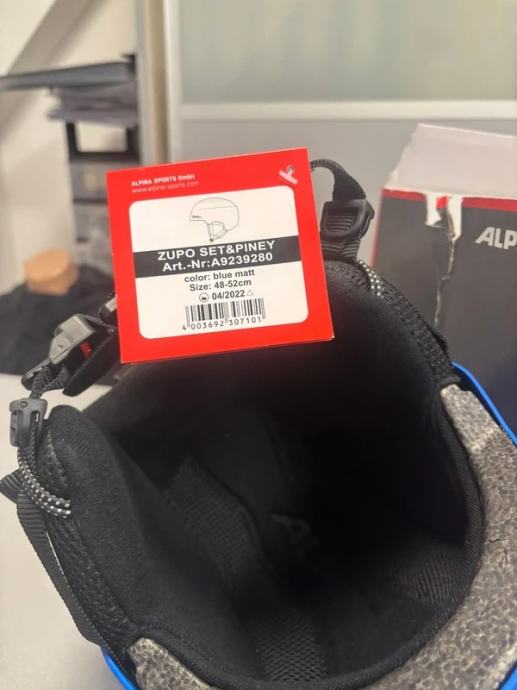 ALPINA SPORTS GmbH
www.alpina-sports.com
ZUPO SET&PINEY
Art.-Nr:A9239280
color: blue matt
Size: 48-52cm
04/2022
4 003692 307101
ALP